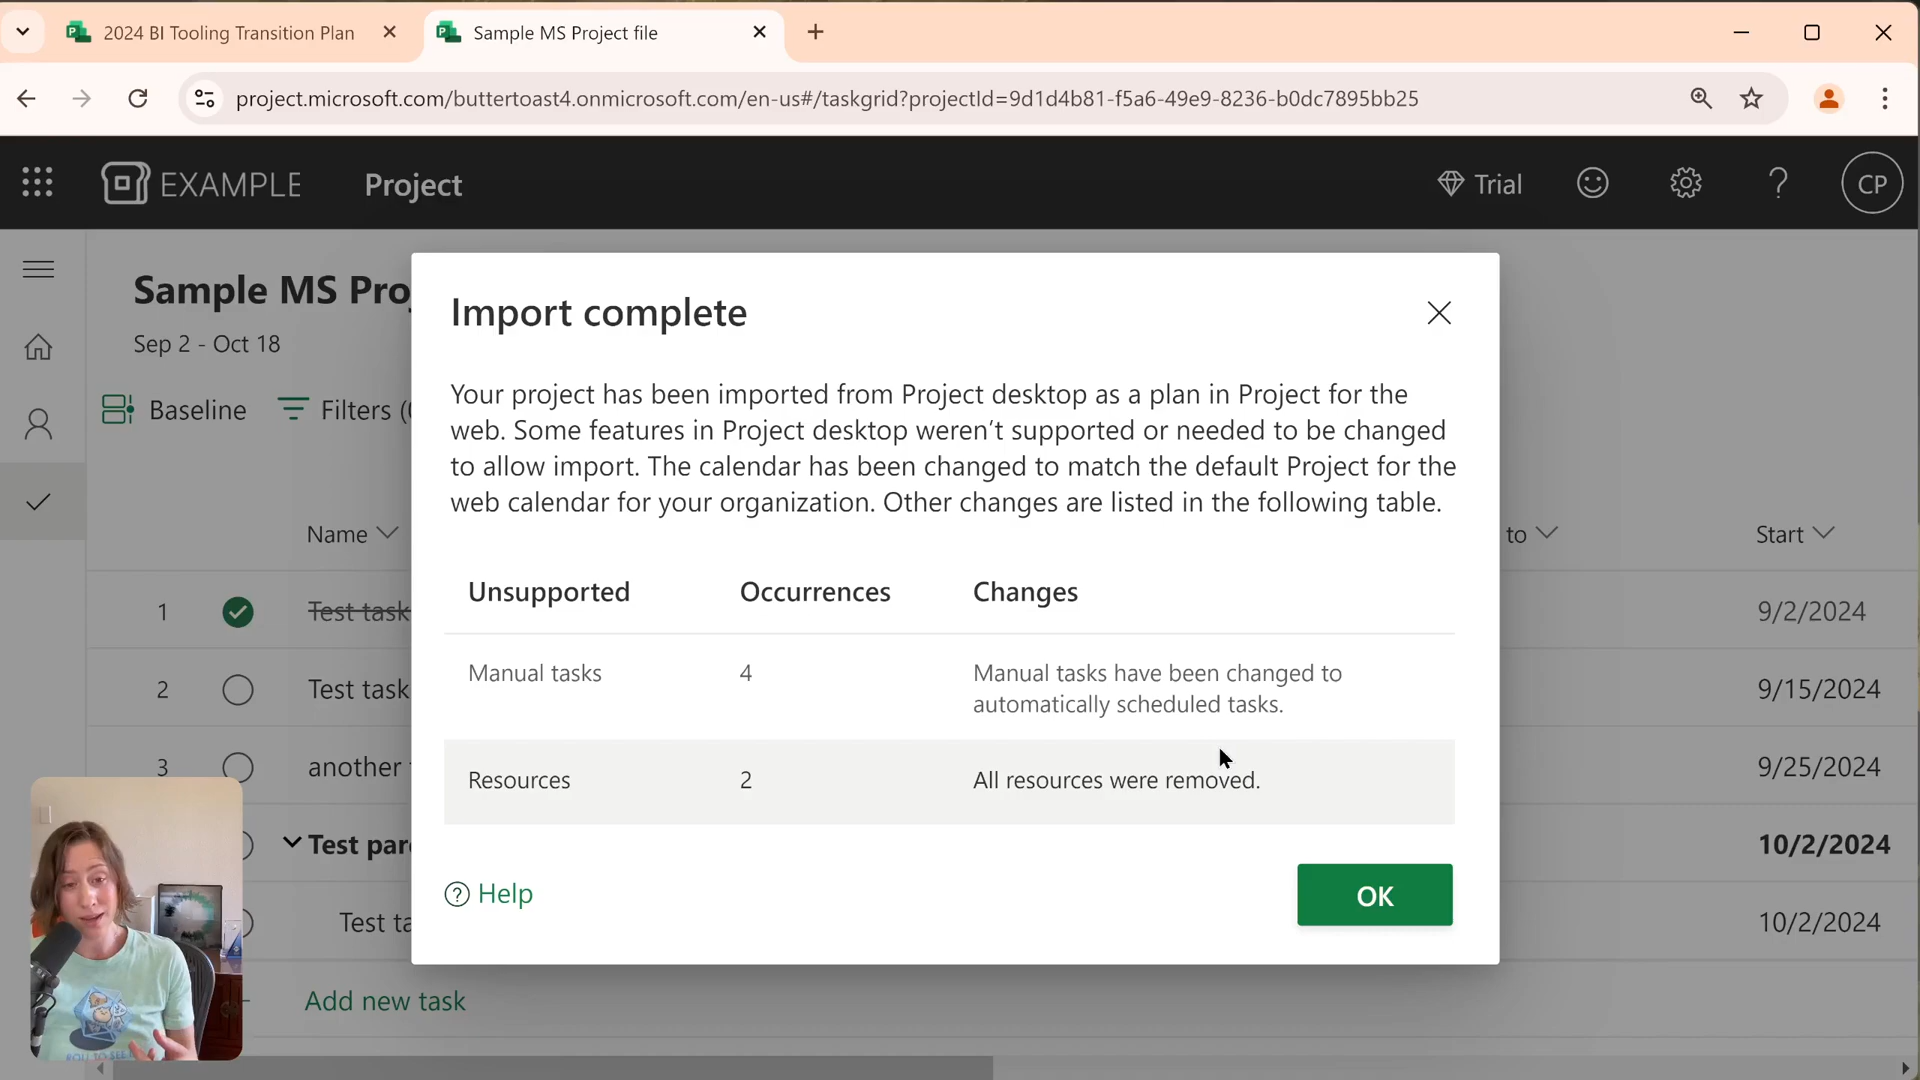 2024 BI Tooling Transition Plan
Sample MS Project file
project.microsoft.com/buttertoast4.onmicrosoft.com/en-us#/taskgrid?projectId=9d1d4b81-f5a6-49e9-8236-b0dc7895bb25
EXAMPLE
Project
Trial
CP
Sample MS Pro
Sep 2 - Oct 18
Baseline
Filters (
Import complete
Your project has been imported from Project desktop as a plan in Project for the
web. Some features in Project desktop weren't supported or needed to be changed
to allow import. The calendar has been changed to match the default Project for the
web calendar for your organization. Other changes are listed in the following table.
Unsupported Occurrences Changes
Manual tasks 4 Manual tasks have been changed to
automatically scheduled tasks.
Resources 2 All resources were removed.
Help
OK
Name
to
Start
1 Test task 9/2/2024
2 Test task 9/15/2024
3 another 9/25/2024
Test par 10/2/2024
Test ta 10/2/2024
Add new task